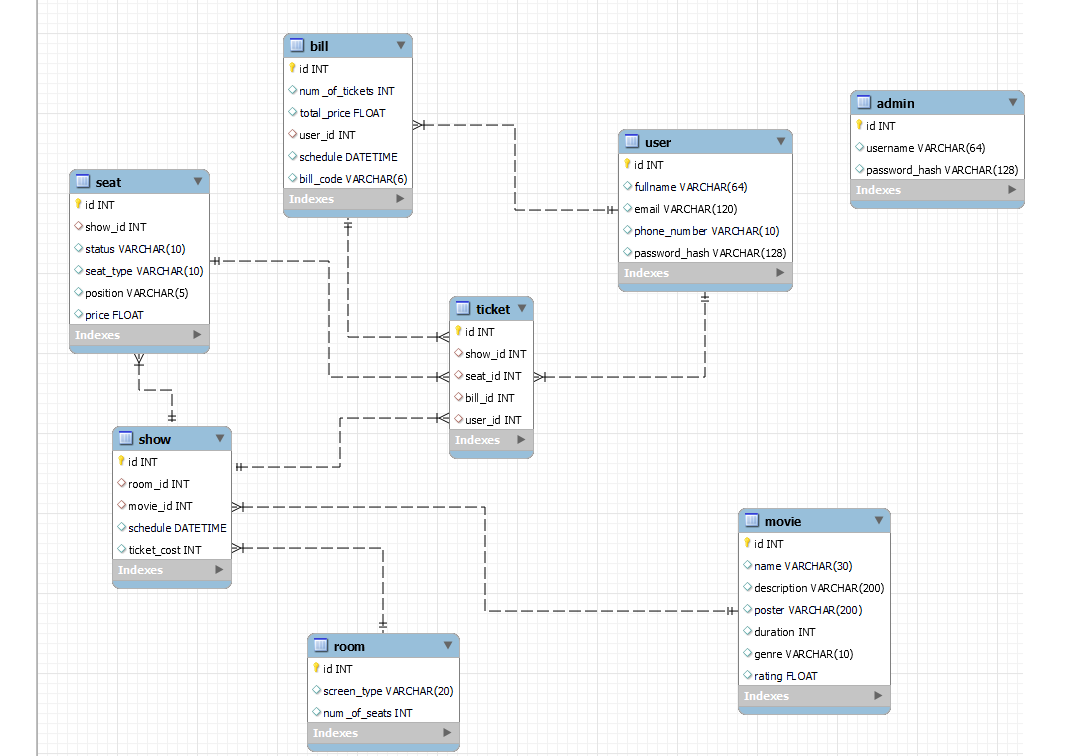 bill
id INT
num_of_tickets INT
total_price FLOAT
user_id INT
schedule DATETIME
bill_code VARCHAR(6)
Indexes
admin
id INT
username VARCHAR(64)
password_hash VARCHAR(128)
Indexes
user
id INT
fullname VARCHAR(64)
email VARCHAR(120)
phone_number VARCHAR(10)
password_hash VARCHAR(128)
Indexes
seat
id INT
show_id INT
status VARCHAR(10)
seat_type VARCHAR(10)
position VARCHAR(5)
price FLOAT
Indexes
ticket
id INT
show_id INT
seat_id INT
bill_id INT
user_id INT
Indexes
show
id INT
room_id INT
movie_id INT
schedule DATETIME
ticket_cost INT
Indexes
movie
id INT
name VARCHAR(30)
description VARCHAR(200)
poster VARCHAR(200)
duration INT
genre VARCHAR(10)
rating FLOAT
Indexes
room
id INT
screen_type VARCHAR(20)
num_of_seats INT
Indexes